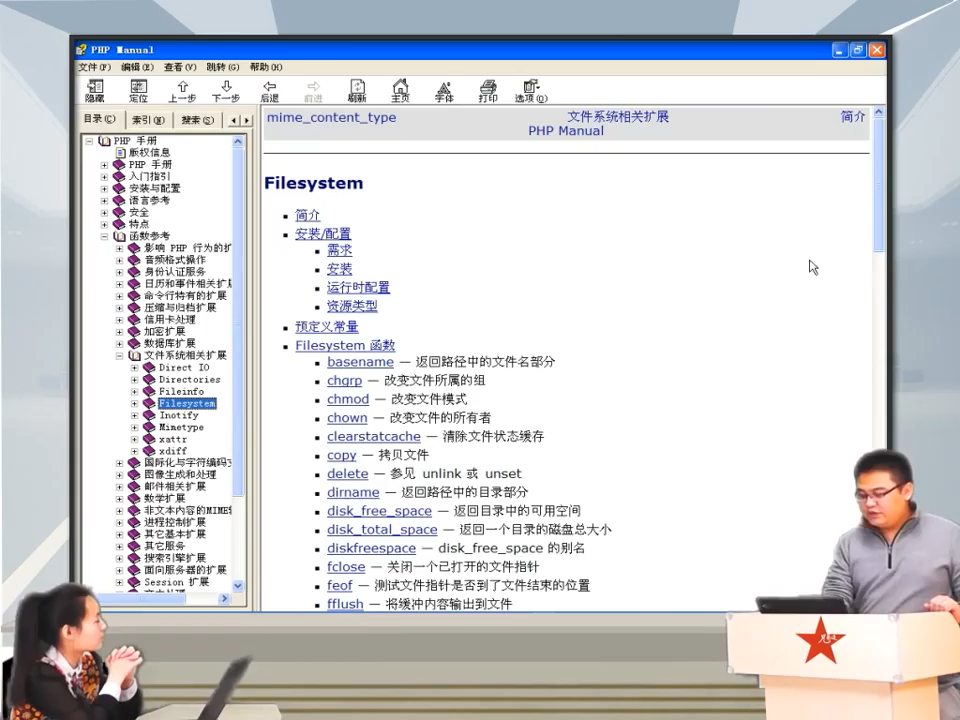 PHP Manual
文件(F) 编辑(E) 查看(V) 跳转(G) 帮助(H)
隐藏 定位 上一步 下一步 后退 前进 刷新 主页 字体 打印 选项(O)
目录(C) 索引(N) 搜索(S)
PHP 手册
版权信息
PHP 手册
入门指引
安装与配置
语言参考
安全
特点
函数参考
影响 PHP 行为的扩
音频格式操作
身份认证服务
日历和事件相关扩展
命令行特有的扩展
压缩与归档扩展
信用卡处理
加密扩展
数据库扩展
文件系统相关扩展
Direct IO
Directories
Fileinfo
Filesystem
Inotify
Mimetype
xattr
xdiff
国际化与字符编码支
图像生成和处理
邮件相关扩展
数学扩展
非文本内容的MIME输
进程控制扩展
其它基本扩展
其它服务
搜索引擎扩展
面向服务器的扩展
Session 扩展
mime_content_type
文件系统相关扩展
PHP Manual
简介
Filesystem
简介
安装/配置
需求
安装
运行时配置
资源类型
预定义常量
Filesystem 函数
basename — 返回路径中的文件名部分
chgrp — 改变文件所属的组
chmod — 改变文件模式
chown — 改变文件的所有者
clearstatcache — 清除文件状态缓存
copy — 拷贝文件
delete — 参见 unlink 或 unset
dirname — 返回路径中的目录部分
disk_free_space — 返回目录中的可用空间
disk_total_space — 返回一个目录的磁盘总大小
diskfreespace — disk_free_space 的别名
fclose — 关闭一个已打开的文件指针
feof — 测试文件指针是否到了文件结束的位置
fflush — 将缓冲内容输出到文件